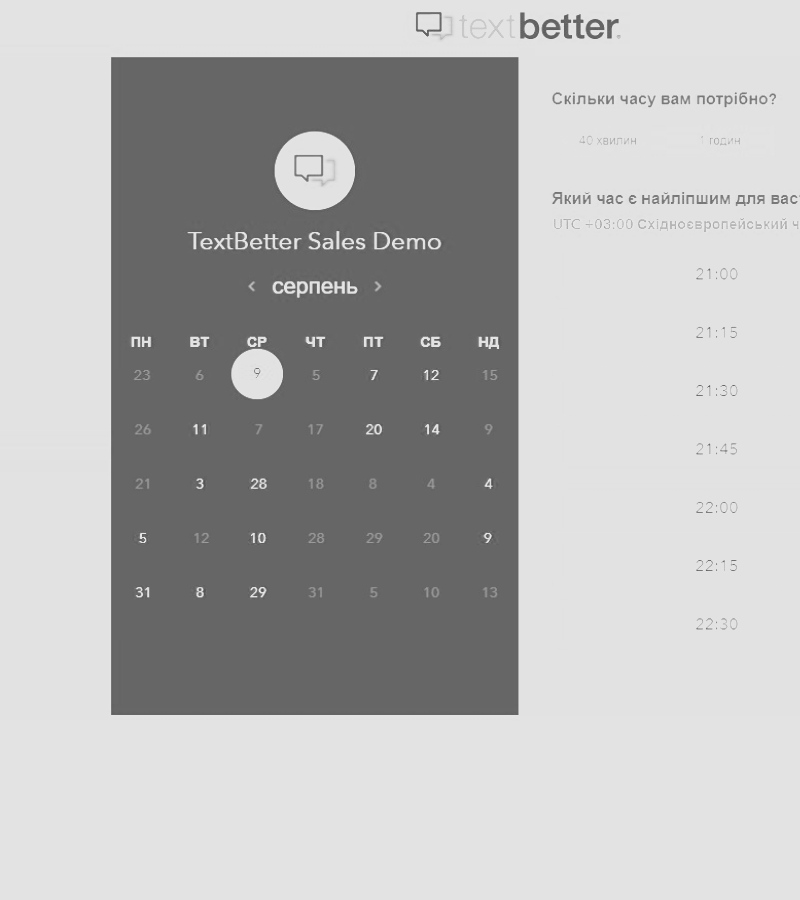 textbetter.
TextBetter Sales Demo
‹ серпень ›
ПН ВТ СР ЧТ ПТ СБ НД
23 6 9 5 7 12 15
26 11 7 17 20 14 9
21 3 28 18 8 4 4
5 12 10 28 29 20 9
31 8 29 31 5 10 13
Скільки часу вам потрібно?
40 хвилин 1 годин
Який час є найліпшим для вас
UTC +03:00 Східноєвропейський ч
21:00
21:15
21:30
21:45
22:00
22:15
22:30